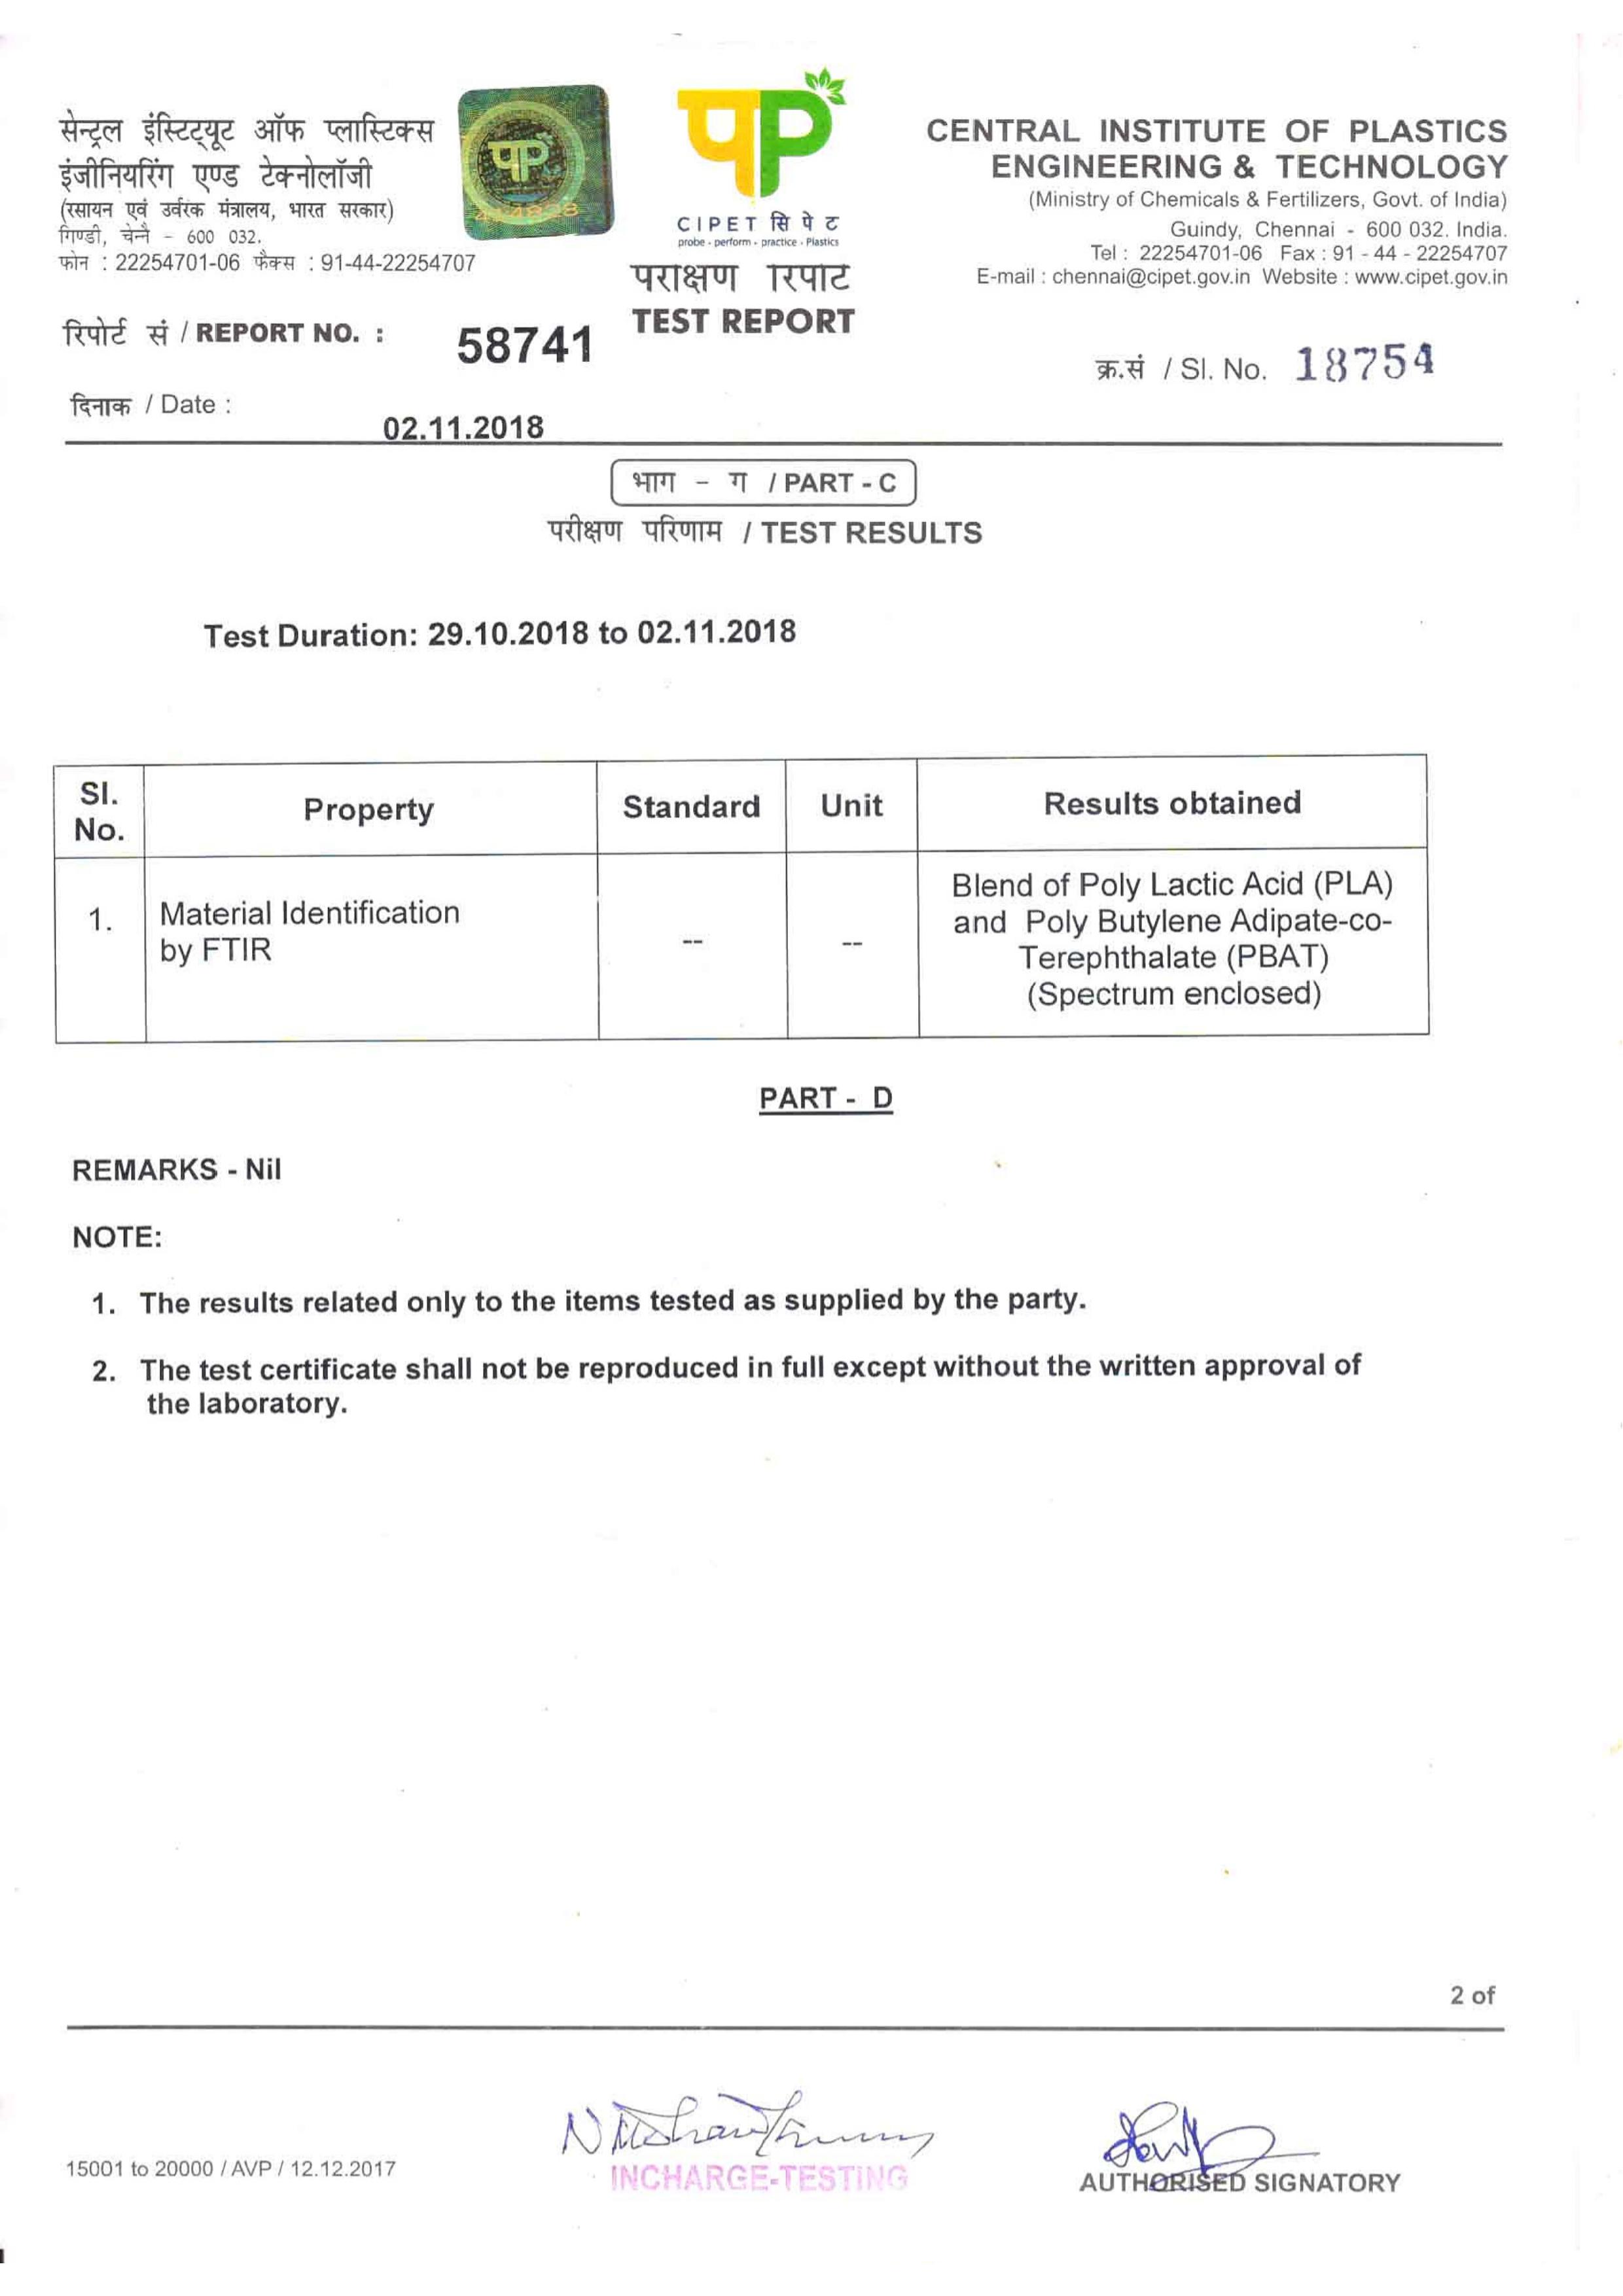 सेन्ट्रल इंस्टिट्यूट ऑफ प्लास्टिक्स
इंजीनियरिंग एण्ड टेक्नोलॉजी
(रसायन एवं उर्वरक मंत्रालय, भारत सरकार)
गिण्डी, चेन्नै - 600 032.
फोन : 22254701-06 फैक्स : 91-44-22254707
पP
CIPET सिपेट
probe - perform - practice - Plastics
परीक्षण रिपोर्ट
TEST REPORT
CENTRAL INSTITUTE OF PLASTICS
ENGINEERING & TECHNOLOGY
(Ministry of Chemicals & Fertilizers, Govt. of India)
Guindy, Chennai - 600 032. India.
Tel : 22254701-06 Fax : 91 - 44 - 22254707
E-mail : chennai@cipet.gov.in Website : www.cipet.gov.in
रिपोर्ट सं / REPORT NO. : 58741
क्र.सं / Sl. No. 18754
दिनाक / Date : 02.11.2018
भाग - ग / PART - C
परीक्षण परिणाम / TEST RESULTS
Test Duration: 29.10.2018 to 02.11.2018
Sl. No. Property Standard Unit Results obtained
1. Material Identification by FTIR -- -- Blend of Poly Lactic Acid (PLA)
and Poly Butylene Adipate-co-
Terephthalate (PBAT)
(Spectrum enclosed)
PART - D
REMARKS - Nil
NOTE:
1. The results related only to the items tested as supplied by the party.
2. The test certificate shall not be reproduced in full except without the written approval of
the laboratory.
2 of
15001 to 20000 / AVP / 12.12.2017
INCHARGE-TESTING
AUTHORISED SIGNATORY